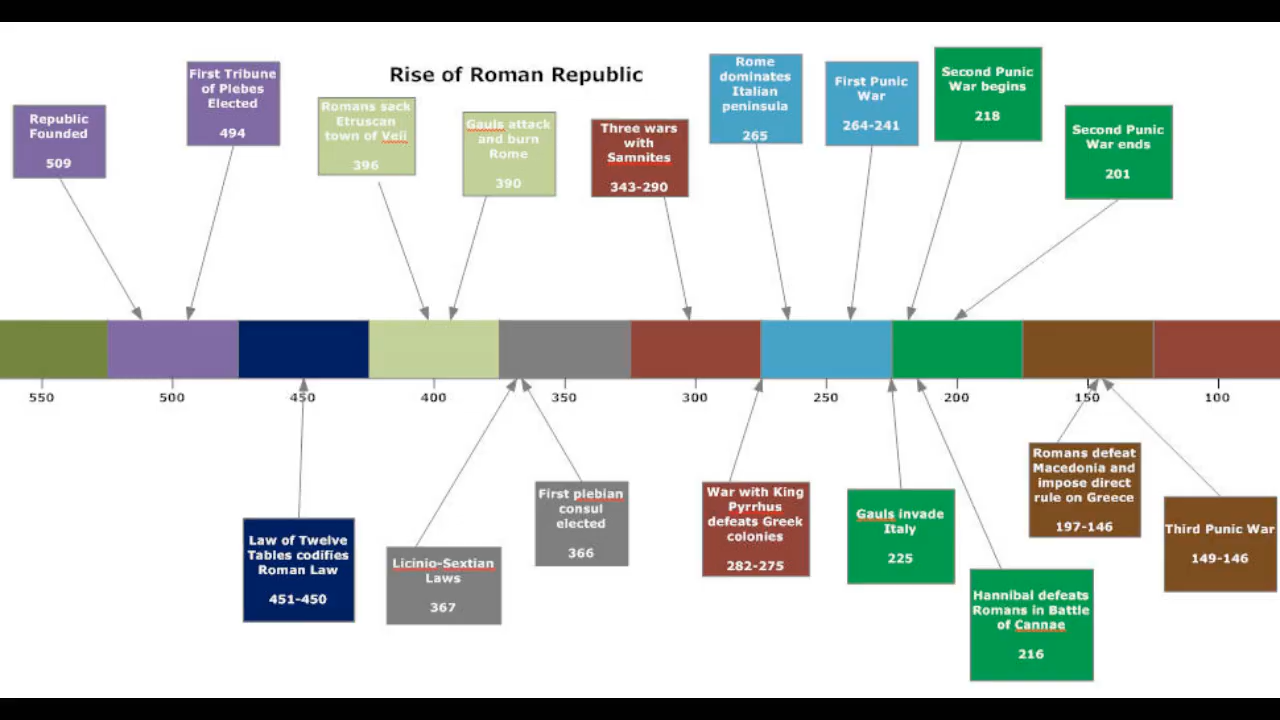 Rise of Roman Republic
Republic
Founded
509
First Tribune
of Plebes
Elected
494
Romans sack
Etruscan
town of Veii
396
Gauls attack
and burn
Rome
390
Three wars
with
Samnites
343-290
Rome
dominates
Italian
peninsula
265
First Punic
War
264-241
Second Punic
War begins
218
Second Punic
War ends
201
550
500
450
400
350
300
250
200
150
100
Law of Twelve
Tables codifies
Roman Law
451-450
Licinio-Sextian
Laws
367
First plebian
consul
elected
366
War with King
Pyrrhus
defeats Greek
colonies
282-275
Gauls invade
Italy
225
Hannibal defeats
Romans in Battle
of Cannae
216
Romans defeat
Macedonia and
impose direct
rule on Greece
197-146
Third Punic War
149-146